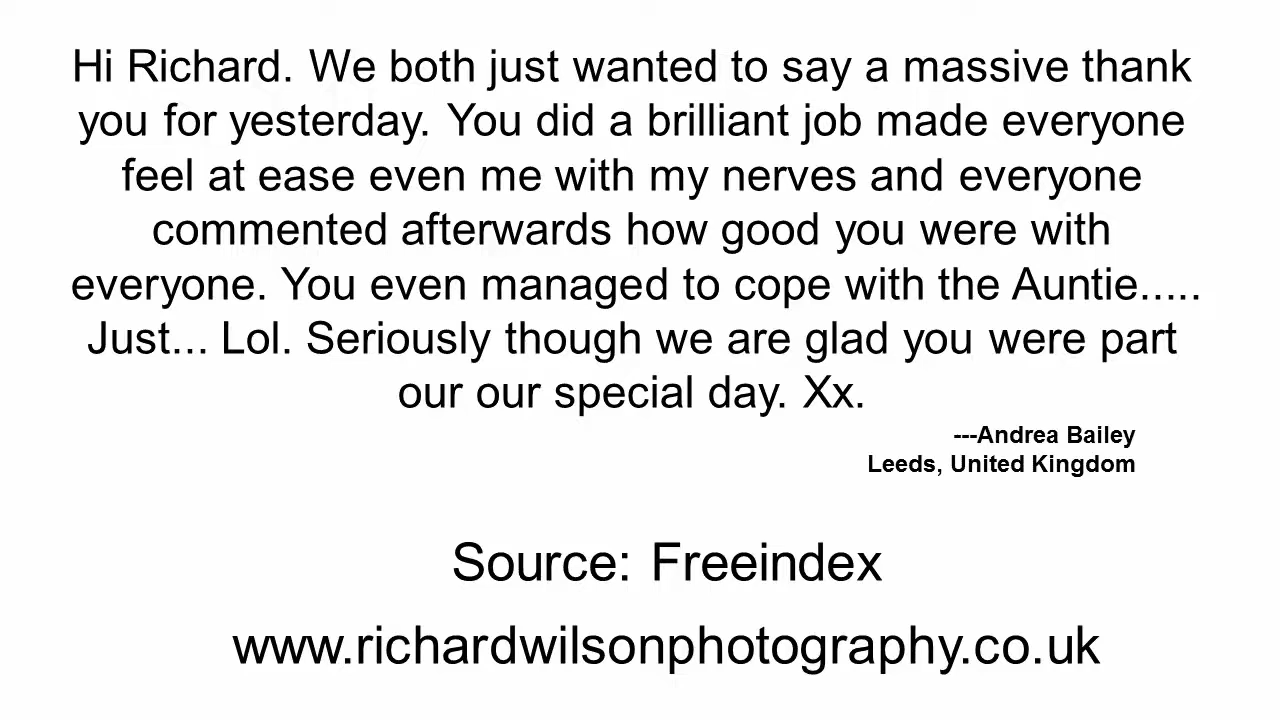 Hi Richard. We both just wanted to say a massive thank
you for yesterday. You did a brilliant job made everyone
feel at ease even me with my nerves and everyone
commented afterwards how good you were with
everyone. You even managed to cope with the Auntie.....
Just... Lol. Seriously though we are glad you were part
our our special day. Xx.
---Andrea Bailey
Leeds, United Kingdom
Source: Freeindex
www.richardwilsonphotography.co.uk